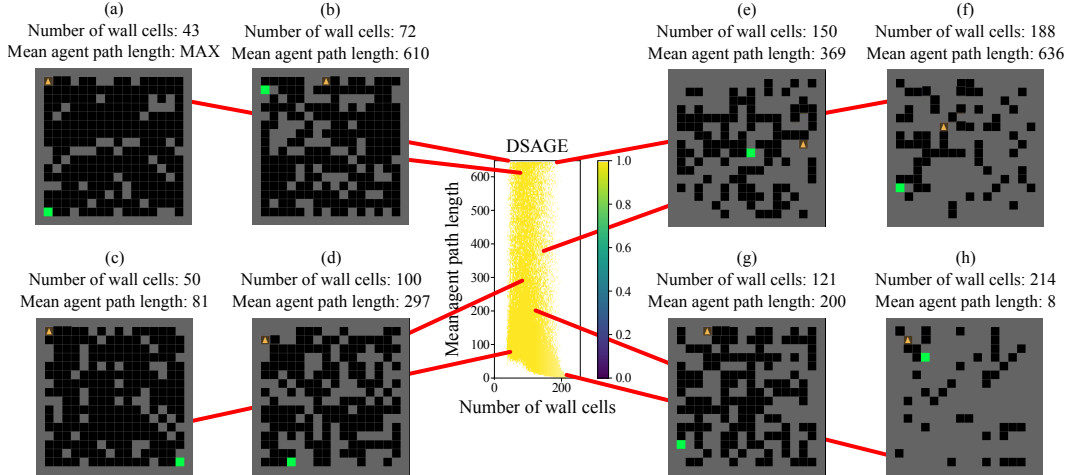 (a)
Number of wall cells: 43
Mean agent path length: MAX
(b)
Number of wall cells: 72
Mean agent path length: 610
(e)
Number of wall cells: 150
Mean agent path length: 369
(f)
Number of wall cells: 188
Mean agent path length: 636
(c)
Number of wall cells: 50
Mean agent path length: 81
(d)
Number of wall cells: 100
Mean agent path length: 297
DSAGE
Mean agent path length
600
500
400
300
200
100
0
0
200
Number of wall cells
1.0
0.8
0.6
0.4
0.2
0.0
(g)
Number of wall cells: 121
Mean agent path length: 200
(h)
Number of wall cells: 214
Mean agent path length: 8